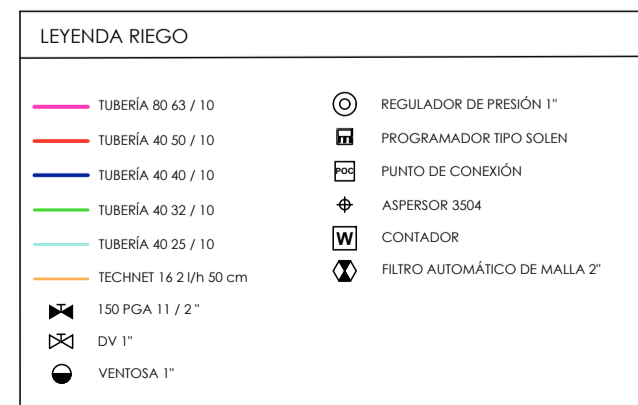 LEYENDA RIEGO
TUBERÍA 80 63 / 10
TUBERÍA 40 50 / 10
TUBERÍA 40 40 / 10
TUBERÍA 40 32 / 10
TUBERÍA 40 25 / 10
TECHNET 16 2 l/h 50 cm
150 PGA 11 / 2 "
DV 1"
VENTOSA 1"
REGULADOR DE PRESIÓN 1"
PROGRAMADOR TIPO SOLEN
POC PUNTO DE CONEXIÓN
ASPERSOR 3504
W CONTADOR
FILTRO AUTOMÁTICO DE MALLA 2"